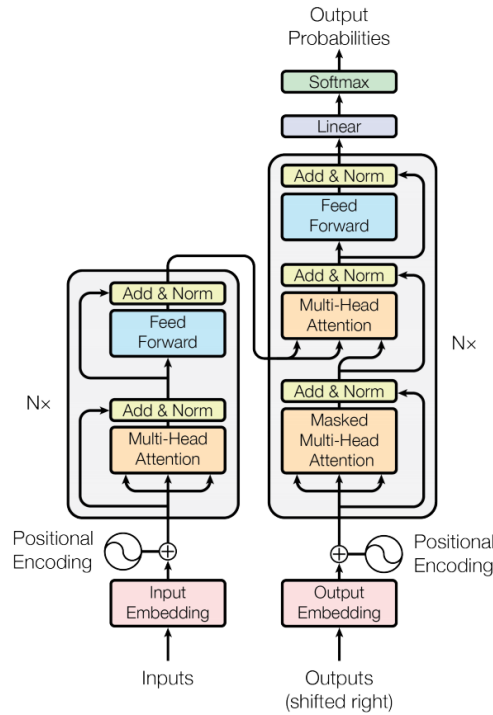 Output
Probabilities
Softmax
Linear
Add & Norm
Feed
Forward
Add & Norm
Multi-Head
Attention
Add & Norm
Masked
Multi-Head
Attention
N×
Add & Norm
Feed
Forward
Add & Norm
Multi-Head
Attention
N×
Positional
Encoding
Positional
Encoding
Input
Embedding
Output
Embedding
Inputs
Outputs
(shifted right)